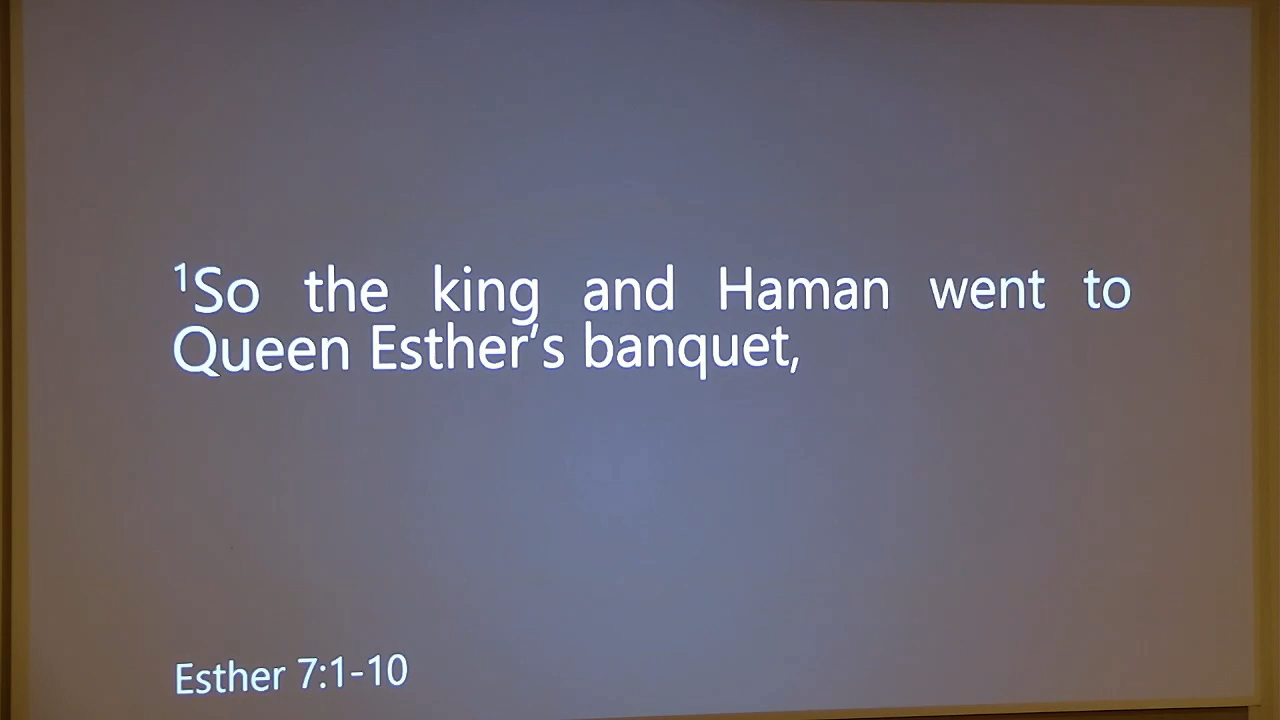 ¹So the king and Haman went to
Queen Esther’s banquet,
Esther 7:1-10